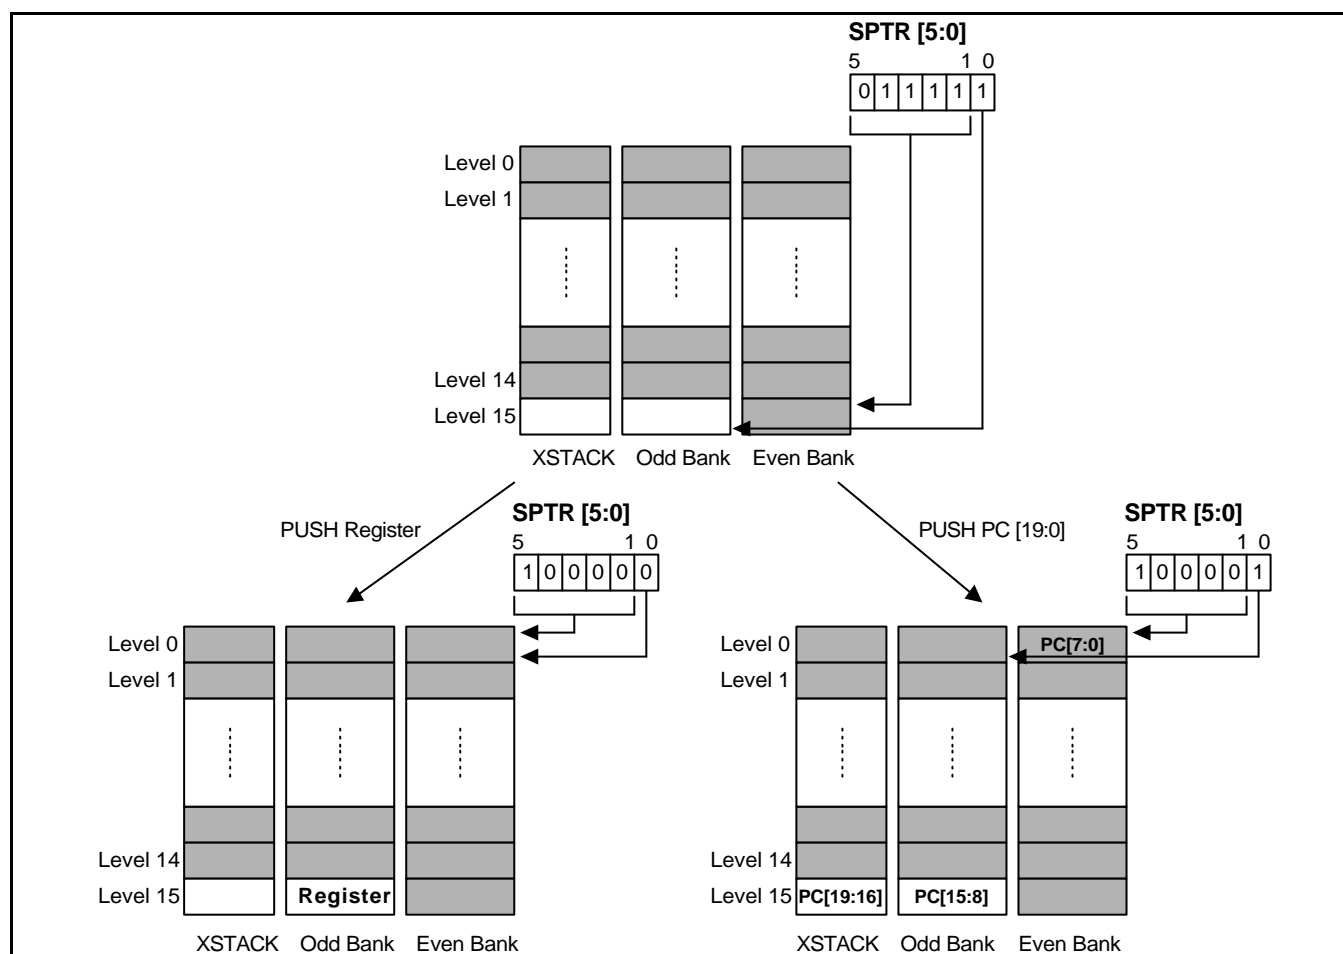 SPTR [5:0]
5 1 0
0 1 1 1 1 1
Level 0
Level 1
Level 14
Level 15
XSTACK Odd Bank Even Bank
PUSH Register
PUSH PC [19:0]
SPTR [5:0]
5 1 0
1 0 0 0 0 0
Level 0
Level 1
Level 14
Level 15 Register
XSTACK Odd Bank Even Bank
SPTR [5:0]
5 1 0
1 0 0 0 0 1
Level 0 PC[7:0]
Level 1
Level 14
Level 15 PC[19:16] PC[15:8]
XSTACK Odd Bank Even Bank